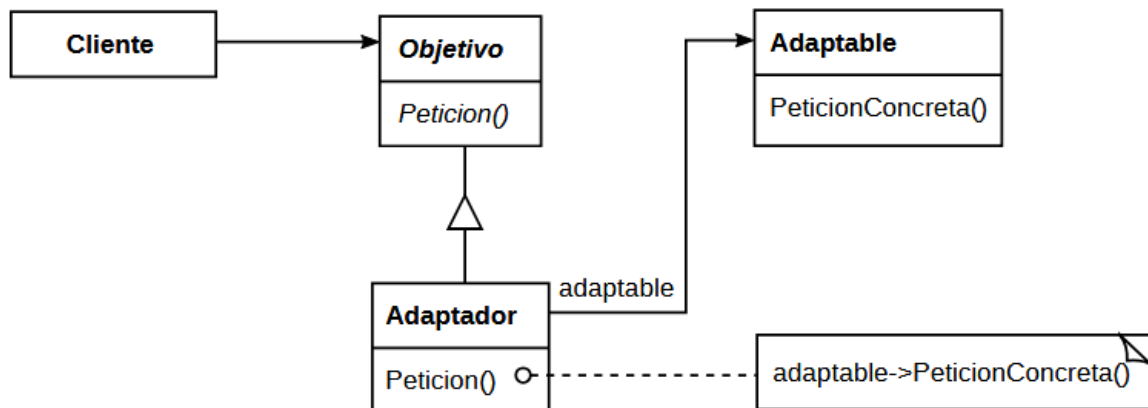 Cliente
Objetivo
Peticion()
Adaptable
PeticionConcreta()
adaptable
Adaptador
Peticion()
adaptable->PeticionConcreta()